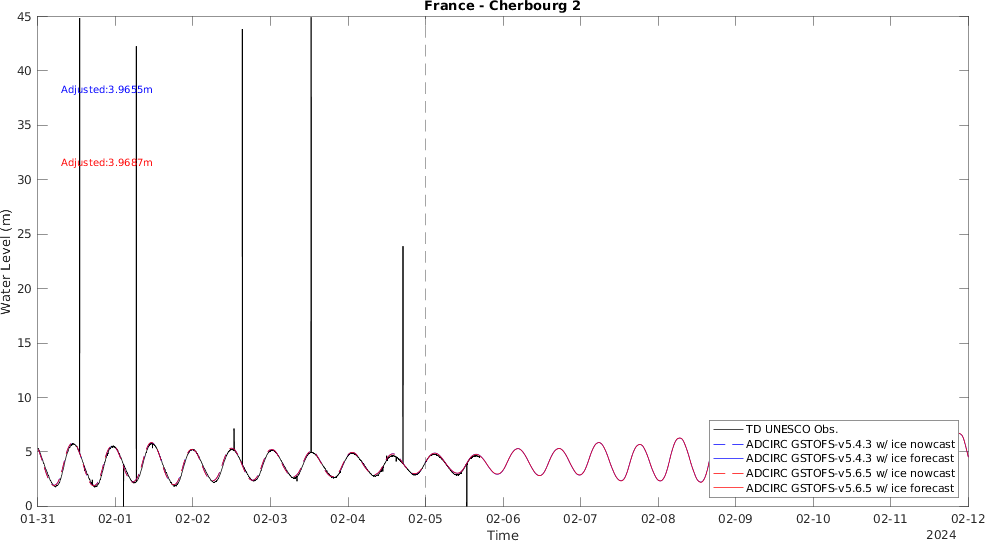 France - Cherbourg 2
45
40
35
30
25
20
15
10
5
0
Water Level (m)
Adjusted:3.9655m
Adjusted:3.9687m
TD UNESCO Obs.
ADCIRC GSTOFS-v5.4.3 w/ ice nowcast
ADCIRC GSTOFS-v5.4.3 w/ ice forecast
ADCIRC GSTOFS-v5.6.5 w/ ice nowcast
ADCIRC GSTOFS-v5.6.5 w/ ice forecast
01-31 02-01 02-02 02-03 02-04 02-05 02-06 02-07 02-08 02-09 02-10 02-11 02-12
Time
2024